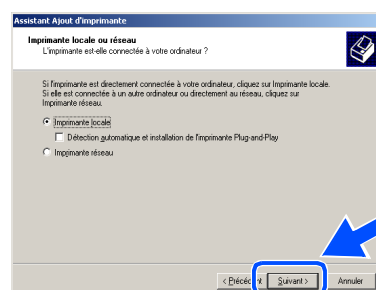 Assistant Ajout d'imprimante
Imprimante locale ou réseau
L'imprimante est-elle connectée à votre ordinateur ?
Si l'imprimante est directement connectée à votre ordinateur, cliquez sur Imprimante locale.
Si elle est connectée à un autre ordinateur ou directement au réseau, cliquez sur
Imprimante réseau.
Imprimante locale
Détection automatique et installation de l'imprimante Plug-and-Play
Imprimante réseau
< Précédent Suivant > Annuler